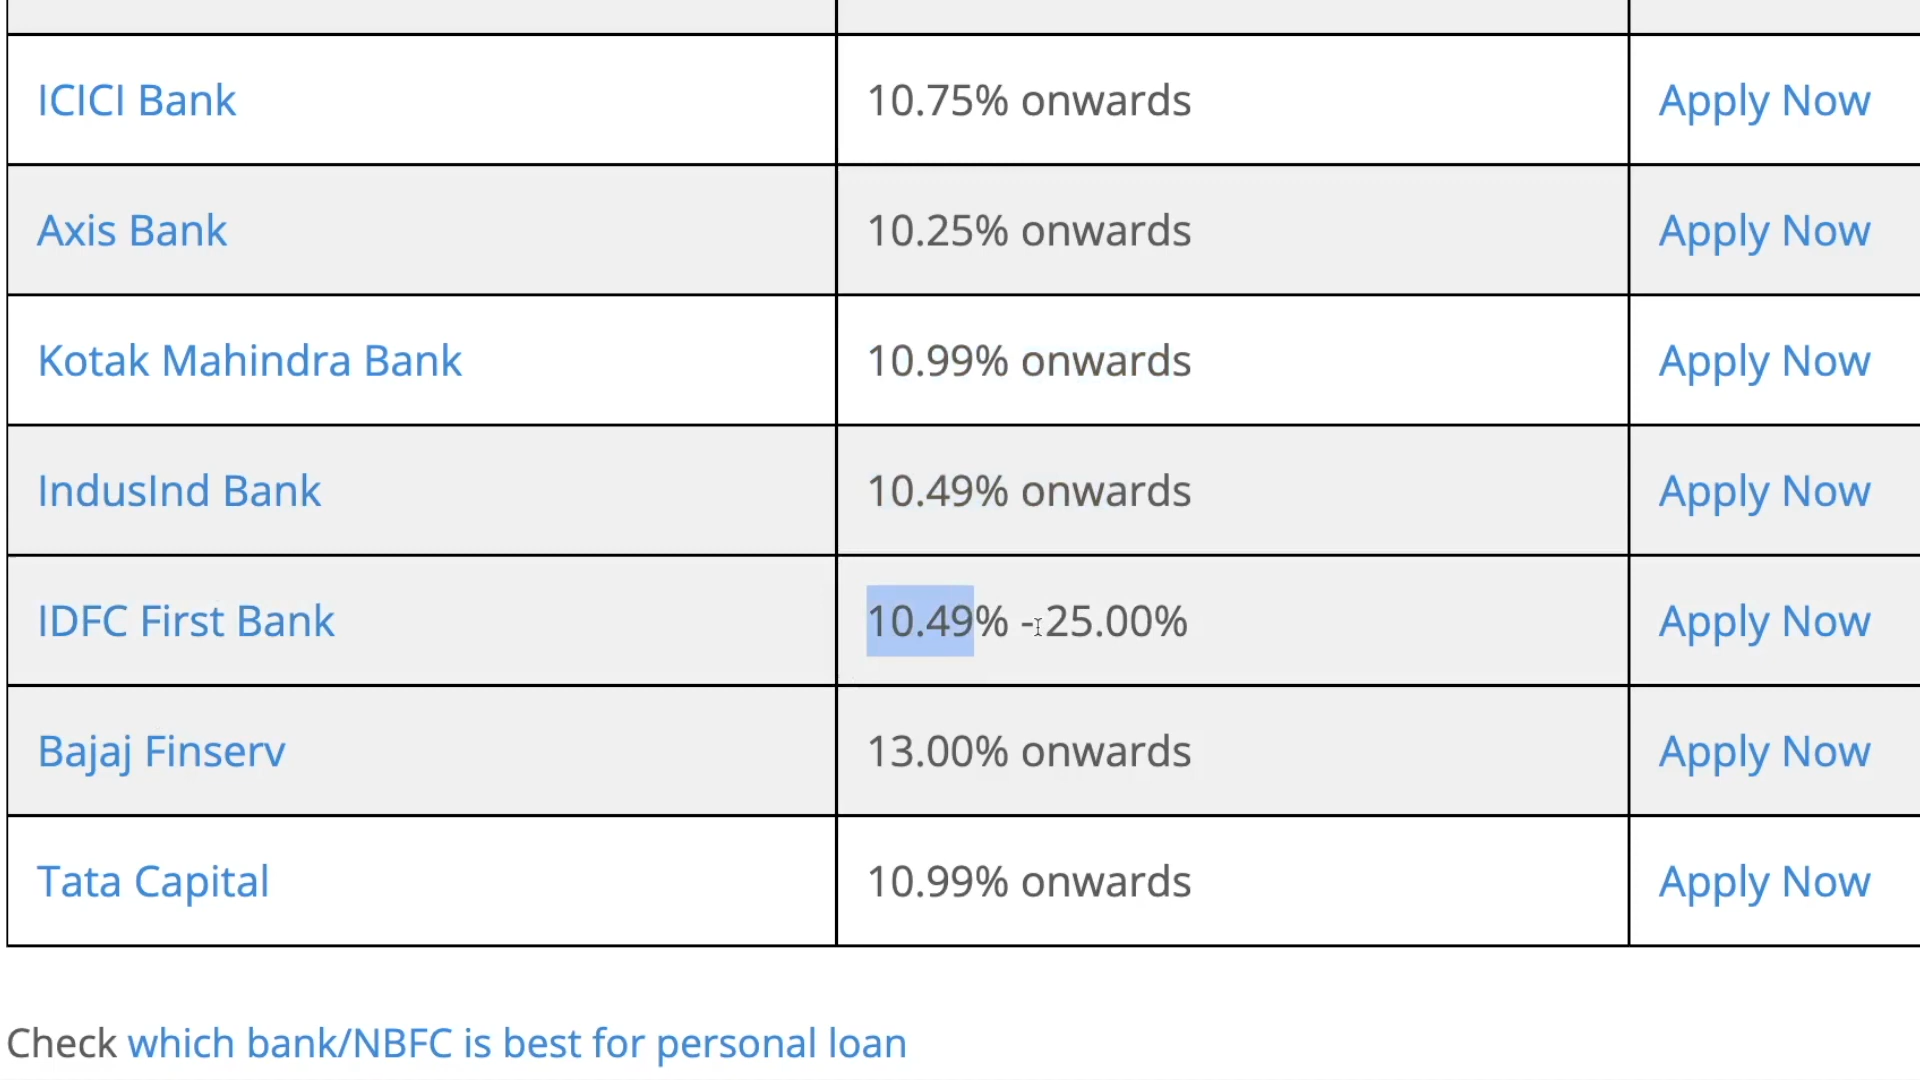 ICICI Bank 10.75% onwards Apply Now
Axis Bank 10.25% onwards Apply Now
Kotak Mahindra Bank 10.99% onwards Apply Now
IndusInd Bank 10.49% onwards Apply Now
IDFC First Bank 10.49% - 25.00% Apply Now
Bajaj Finserv 13.00% onwards Apply Now
Tata Capital 10.99% onwards Apply Now
Check which bank/NBFC is best for personal loan